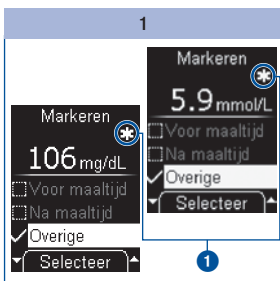 1
Markeren
*
106 mg/dL
Voor maaltijd
Na maaltijd
Overige
Selecteer
Markeren
*
5.9 mmol/L
Voor maaltijd
Na maaltijd
Overige
Selecteer
1